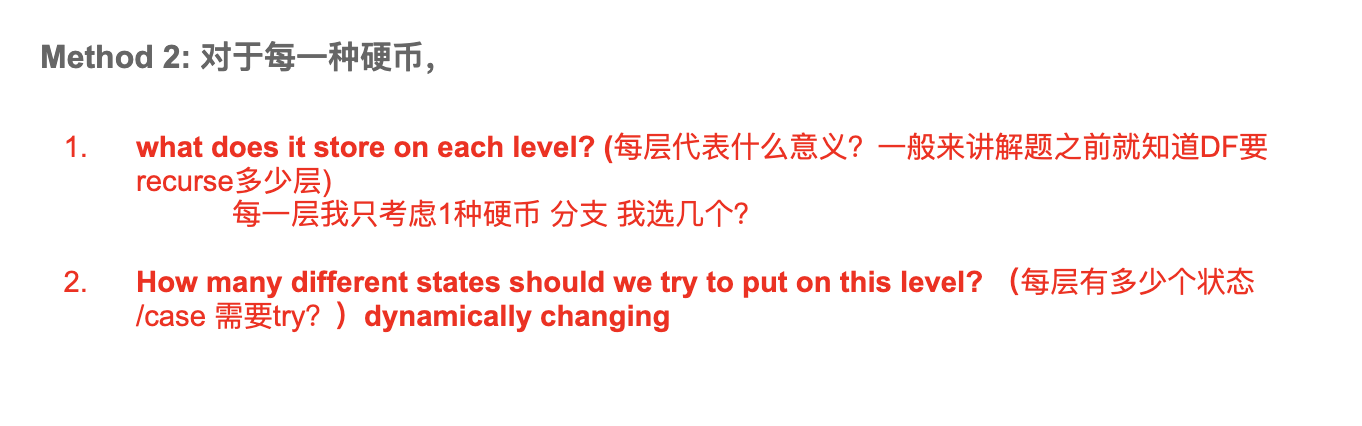 Method 2: 对于每一种硬币,
1. what does it store on each level? (每层代表什么意义？一般来讲解题之前就知道DF要
recurse多少层)
每一层我只考虑1种硬币 分支 我选几个?
2. How many different states should we try to put on this level? （每层有多少个状态
/case 需要try? ）dynamically changing